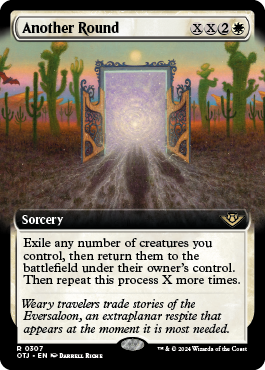 Another Round XX2
Sorcery
Exile any number of creatures you
control, then return them to the
battlefield under their owner's control.
Then repeat this process X more times.
Weary travelers trade stories of the
Eversaloon, an extraplanar respite that
appears at the moment it is most needed.
R 0307
OTJ • EN DARRELL RICHE
™ & © 2024 Wizards of the Coast